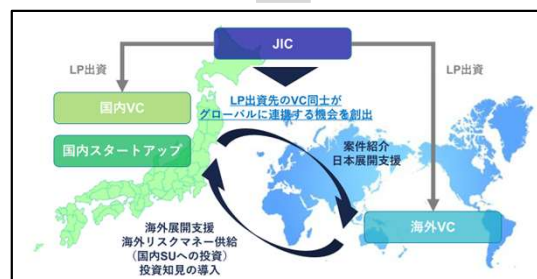 JIC
LP出資
LP出資
国内VC
LP出資先のVC同士が
グローバルに連携する機会を創出
国内スタートアップ
案件紹介
日本展開支援
海外展開支援
海外リスクマネー供給
(国内SUへの投資)
投資知見の導入
海外VC